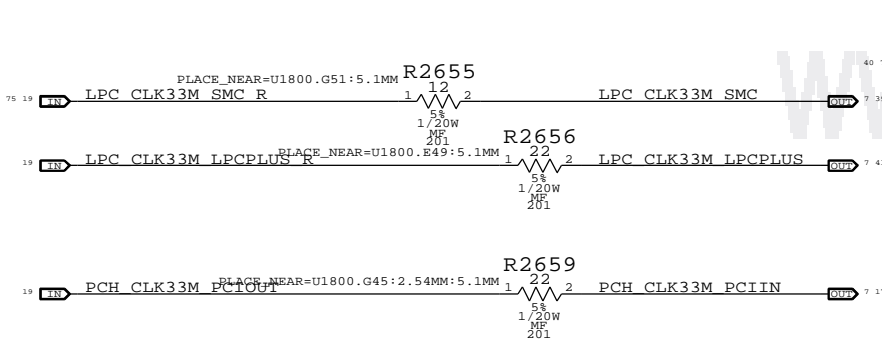 40
PLACE_NEAR=U1800.G51:5.1MM R2655
75 19 IN LPC_CLK33M_SMC_R 1 12 2 LPC_CLK33M_SMC OUT 7
5%
1/20W
MF
201
R2656
PLACE_NEAR=U1800.E49:5.1MM
19 IN LPC_CLK33M_LPCPLUS_R 1 22 2 LPC_CLK33M_LPCPLUS OUT 7
5%
1/20W
MF
201
R2659
PLACE_NEAR=U1800.G45:2.54MM:5.1MM
19 IN PCH_CLK33M_PCIOUT 1 22 2 PCH_CLK33M_PCIIN OUT 7
5%
1/20W
MF
201